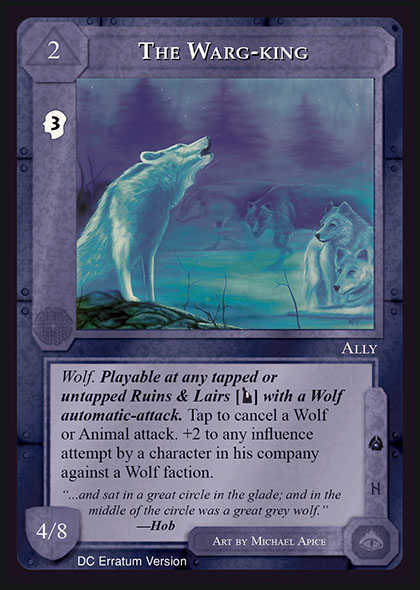 2
THE WARG-KING
3
ALLY
Wolf. Playable at any tapped or
untapped Ruins & Lairs [] with a Wolf
automatic-attack. Tap to cancel a Wolf
or Animal attack. +2 to any influence
attempt by a character in his company
against a Wolf faction.
“...and sat in a great circle in the glade; and in the
middle of the circle was a great grey wolf.”
—Hob
4/8
ART BY MICHAEL APICE
DC Erratum Version